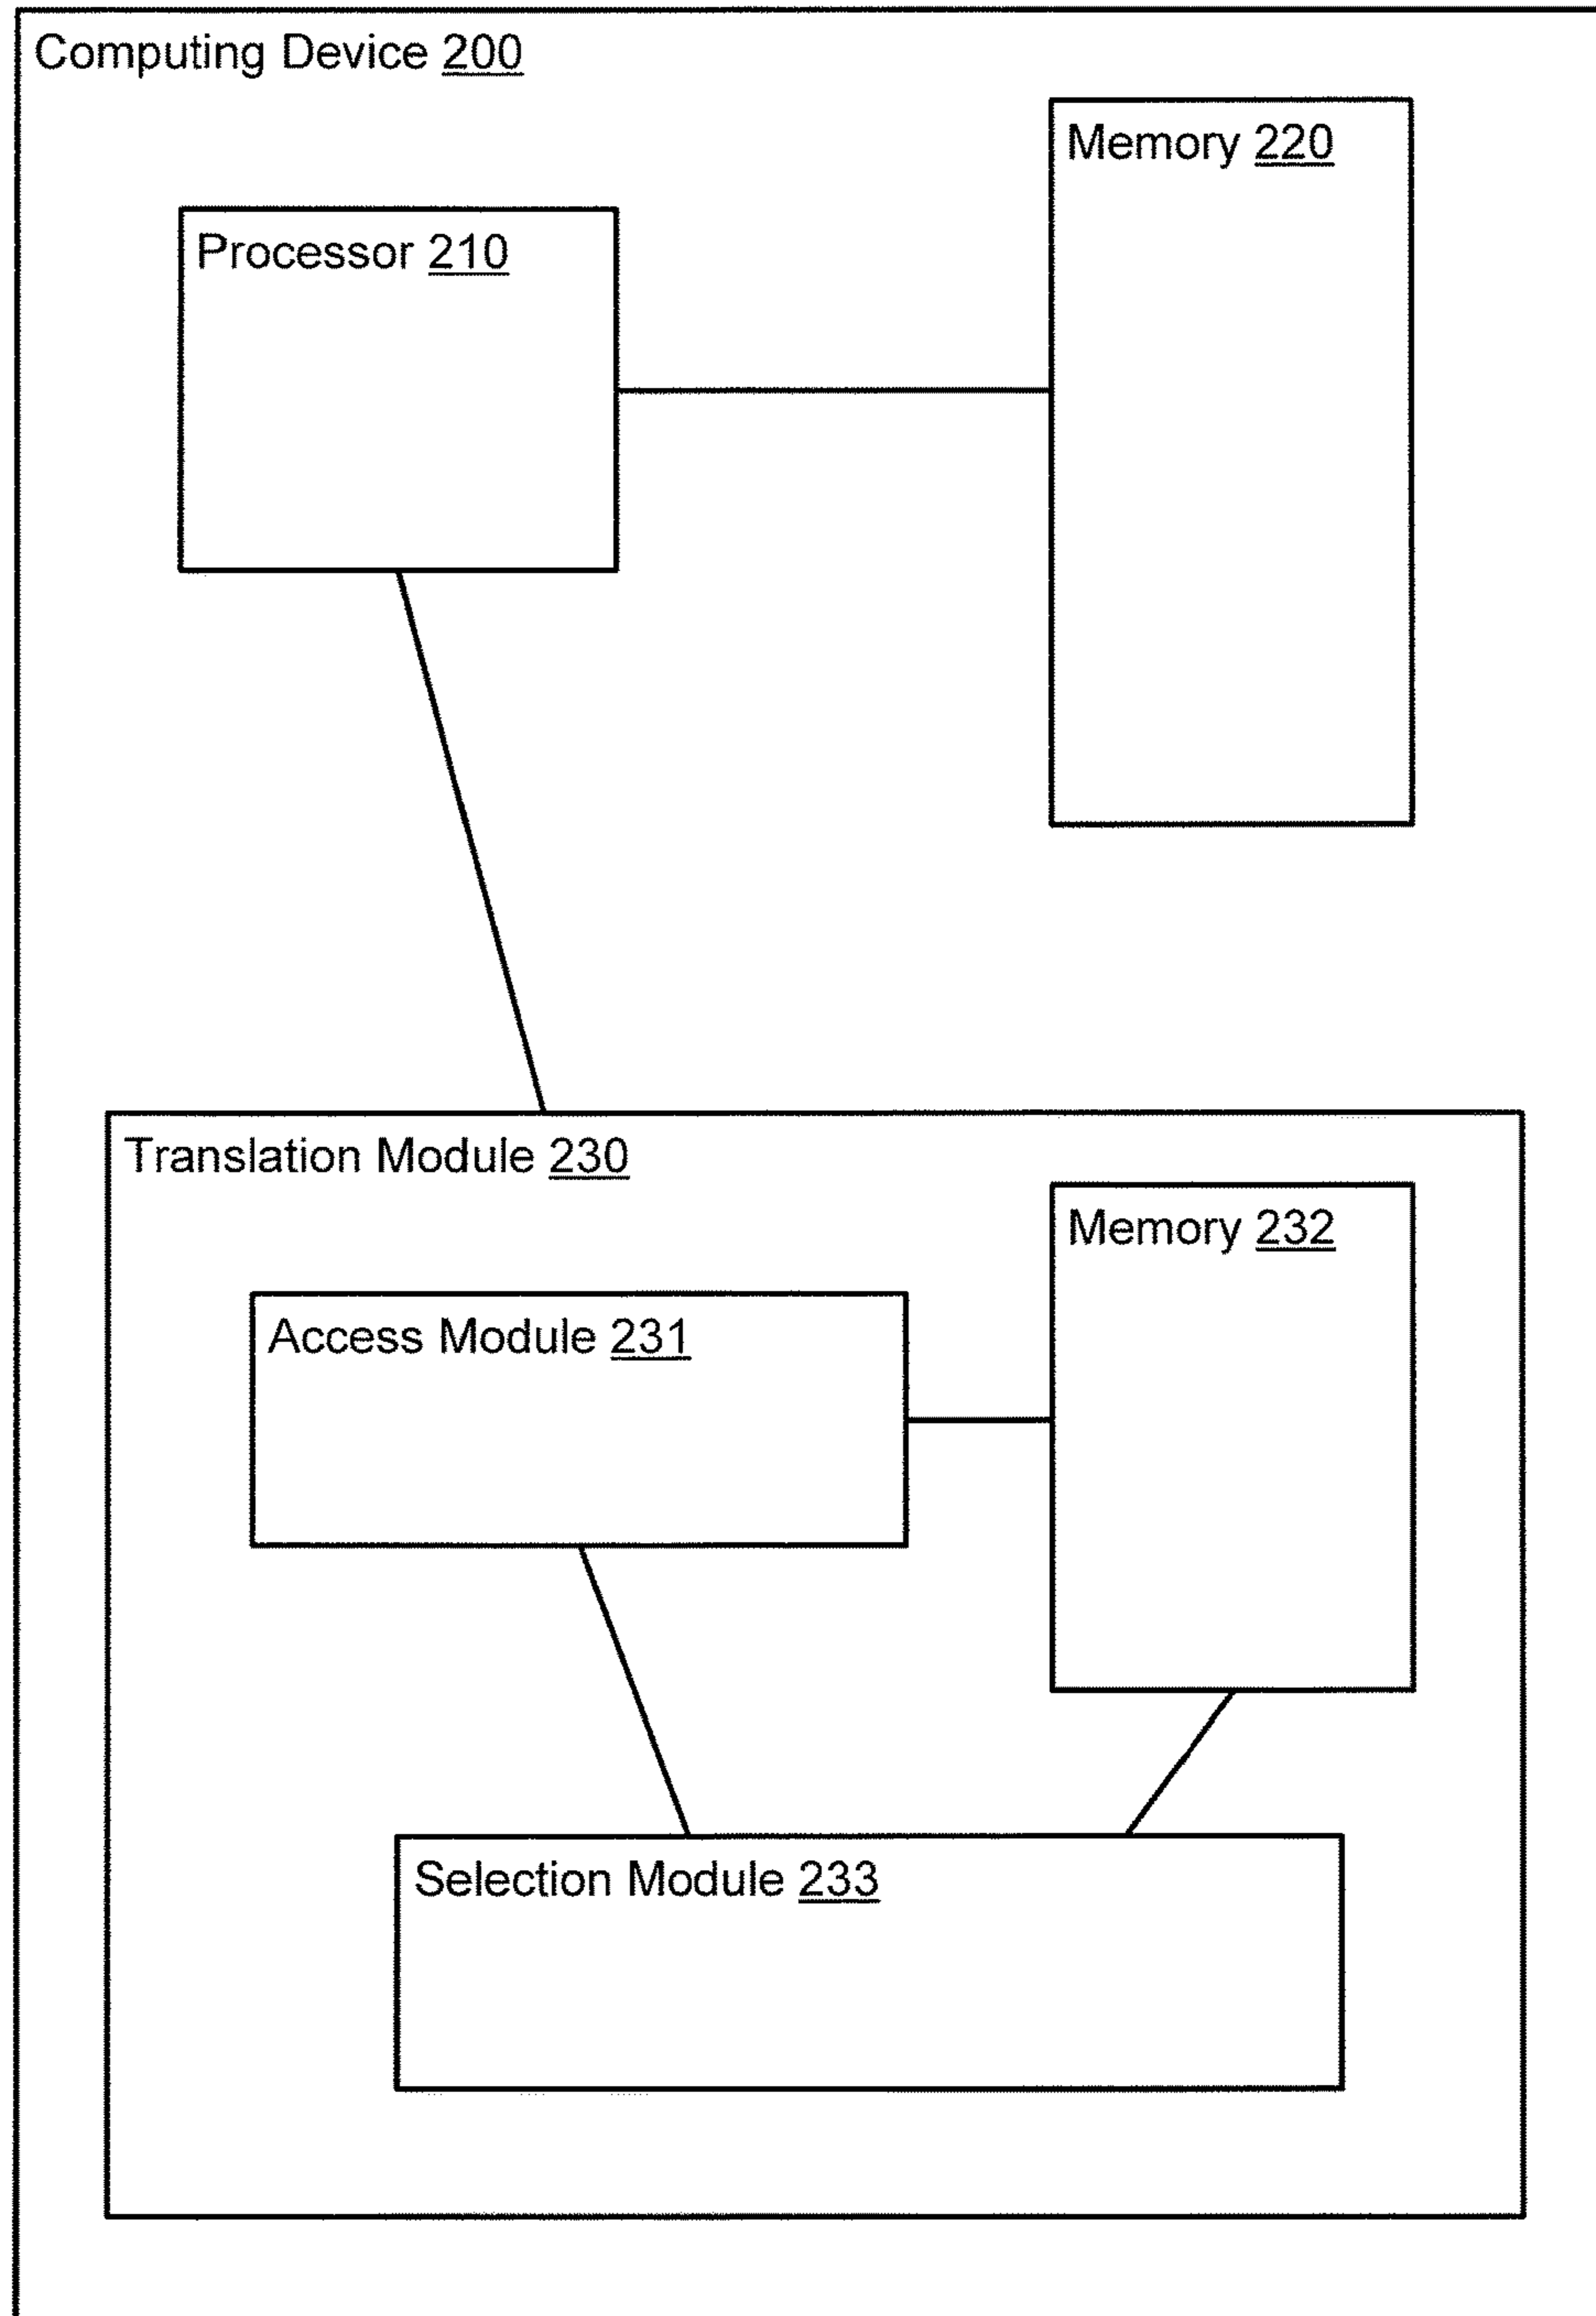 Computing Device 200
Memory 220
Processor 210
Translation Module 230
Memory 232
Access Module 231
Selection Module 233